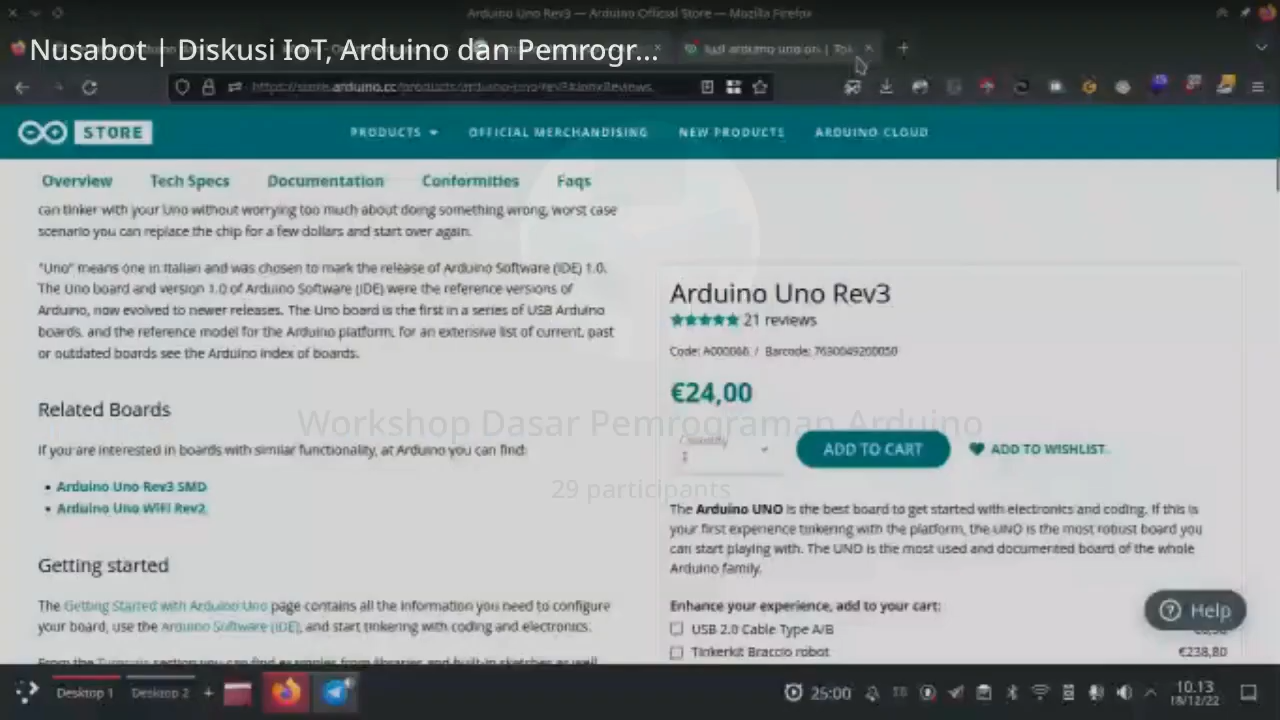 Arduino Uno Rev3 — Arduino Official Store — Mozilla Firefox
Nusabot | Diskusi IoT, Arduino dan Pemrogr...
STORE
PRODUCTS
OFFICIAL MERCHANDISING
NEW PRODUCTS
ARDUINO CLOUD
Overview
Tech Specs
Documentation
Conformities
Faqs
can tinker with your Uno without worrying too much about doing something wrong, worst case
scenario you can replace the chip for a few dollars and start over again.
"Uno" means one in Italian and was chosen to mark the release of Arduino Software (IDE) 1.0.
The Uno board and version 1.0 of Arduino Software (IDE) were the reference versions of
Arduino, now evolved to newer releases. The Uno board is the first in a series of USB Arduino
boards, and the reference model for the Arduino platform; for an extensive list of current, past
or outdated boards see the Arduino index of boards.
Related Boards
If you are interested in boards with similar functionality, at Arduino you can find:
• Arduino Uno Rev3 SMD
• Arduino Uno WiFi Rev2
Getting started
The Getting Started with Arduino Uno page contains all the information you need to configure
your board, use the Arduino Software (IDE), and start tinkering with coding and electronics.
Arduino Uno Rev3
21 reviews
Code: A000066 / Barcode: 7630049200050
€24,00
Quantity
1
ADD TO CART
ADD TO WISHLIST
The Arduino UNO is the best board to get started with electronics and coding. If this is
your first experience tinkering with the platform, the UNO is the most robust board you
can start playing with. The UNO is the most used and documented board of the whole
Arduino family.
Enhance your experience, add to your cart:
USB 2.0 Cable Type A/B
Tinkerkit Braccio robot
€238,80
Help
Workshop Dasar Pemrograman Arduino
29 participants
Desktop 1
Desktop 2
25:00
10.13
18/12/22